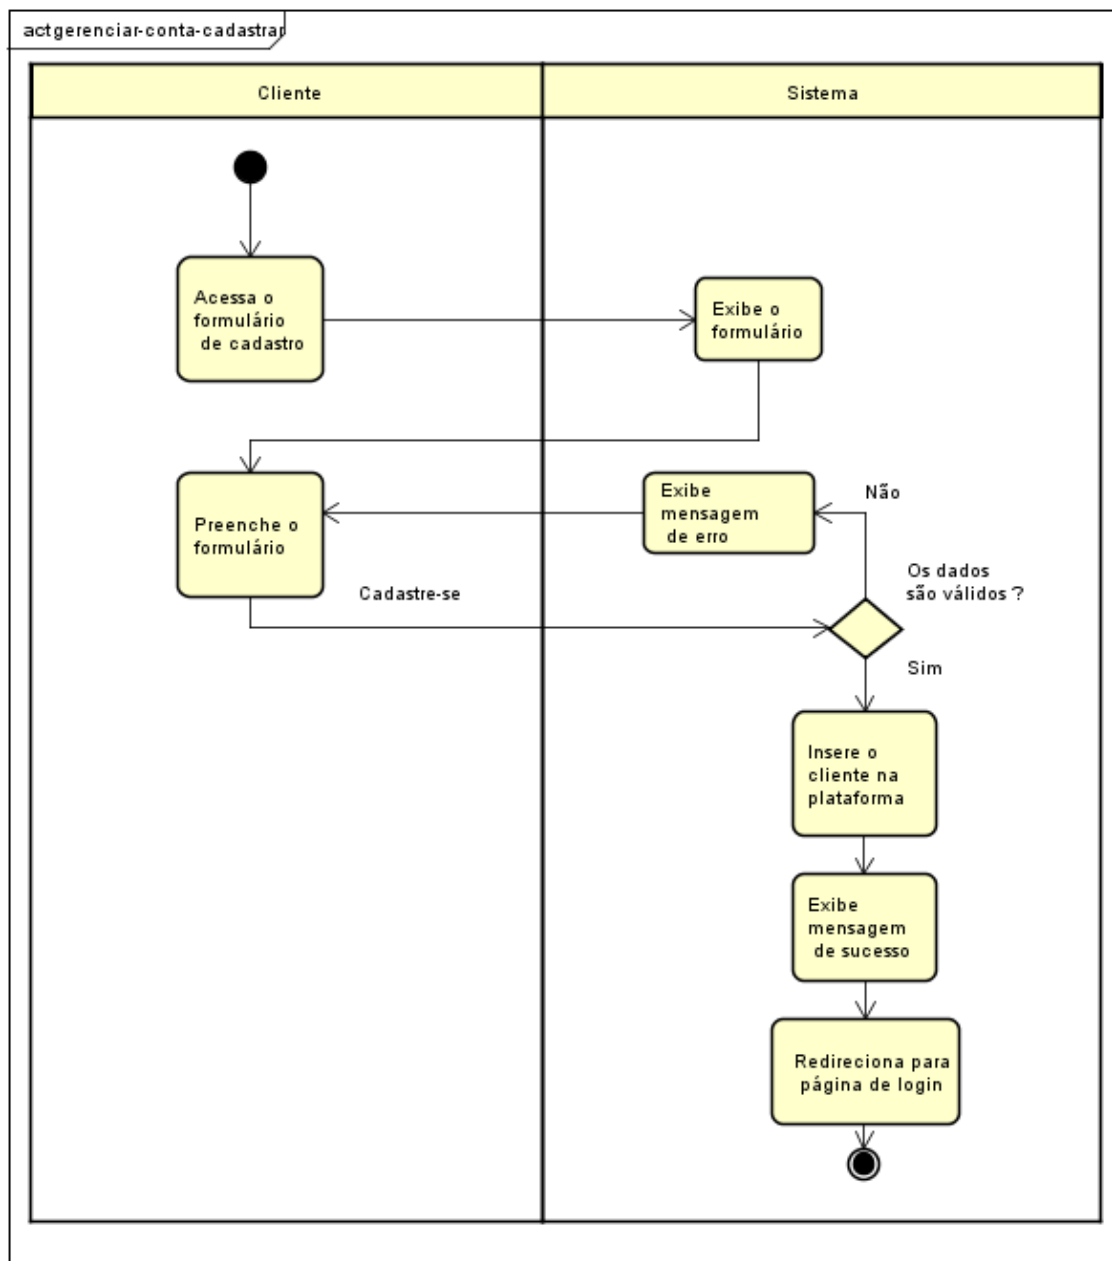 actgerenciar-conta-cadastrar
Cliente
Sistema
Acessa o
formulário
de cadastro
Exibe o
formulário
Preenche o
formulário
Exibe
mensagem
de erro
Não
Os dados
são válidos ?
Cadastre-se
Sim
Insere o
cliente na
plataforma
Exibe
mensagem
de sucesso
Redireciona para
página de login